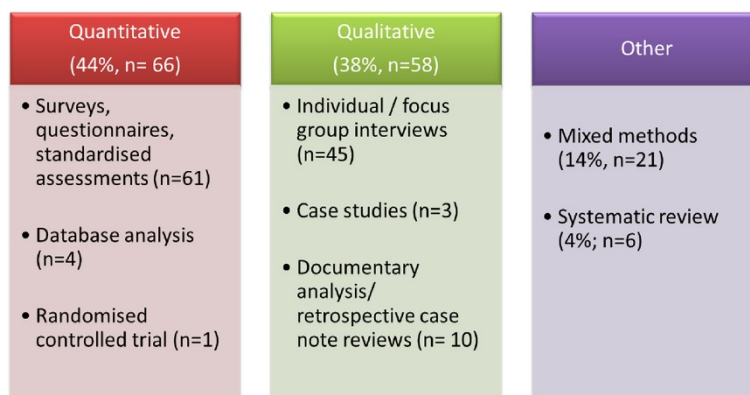 Quantitative
(44%, n= 66)
• Surveys,
questionnaires,
standardised
assessments (n=61)
• Database analysis
(n=4)
• Randomised
controlled trial (n=1)
Qualitative
(38%, n=58)
• Individual / focus
group interviews
(n=45)
• Case studies (n=3)
• Documentary
analysis/
retrospective case
note reviews (n= 10)
Other
• Mixed methods
(14%, n=21)
• Systematic review
(4%; n=6)